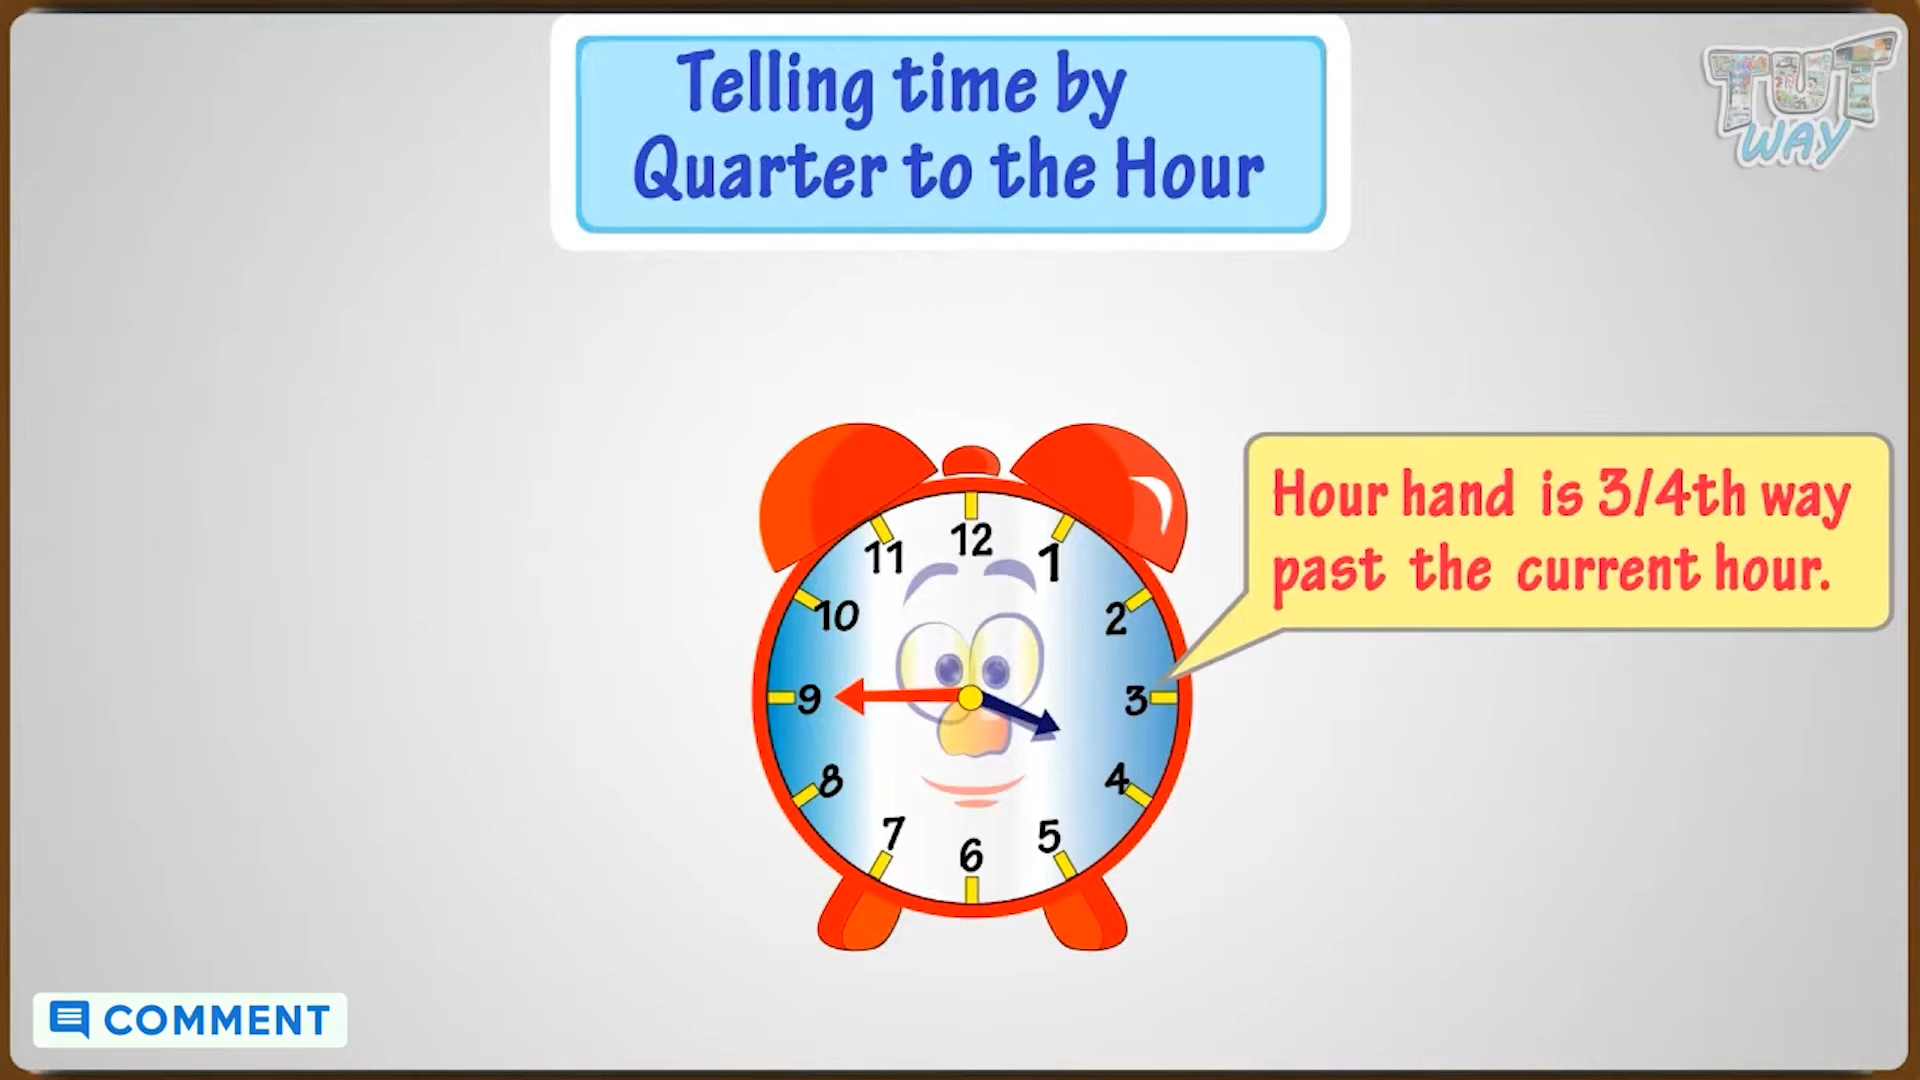 Telling time by
Quarter to the Hour
TUT
WAY
Hour hand is 3/4th way
past the current hour.
12
11
1
10
2
9
3
8
4
7
5
6
COMMENT